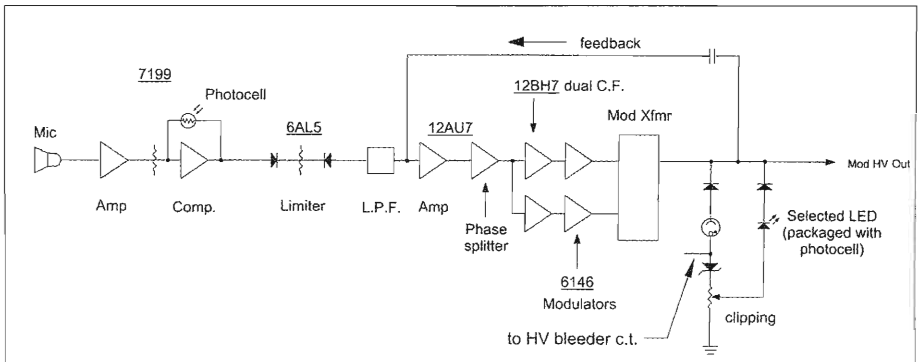 feedback
7199
Photocell
12BH7 dual C.F.
Mod Xfmr
Mic
6AL5
12AU7
Mod HV Out
Amp
Comp.
Limiter
L.P.F.
Amp
Phase
splitter
Selected LED
(packaged with
photocell)
6146
Modulators
clipping
to HV bleeder c.t.